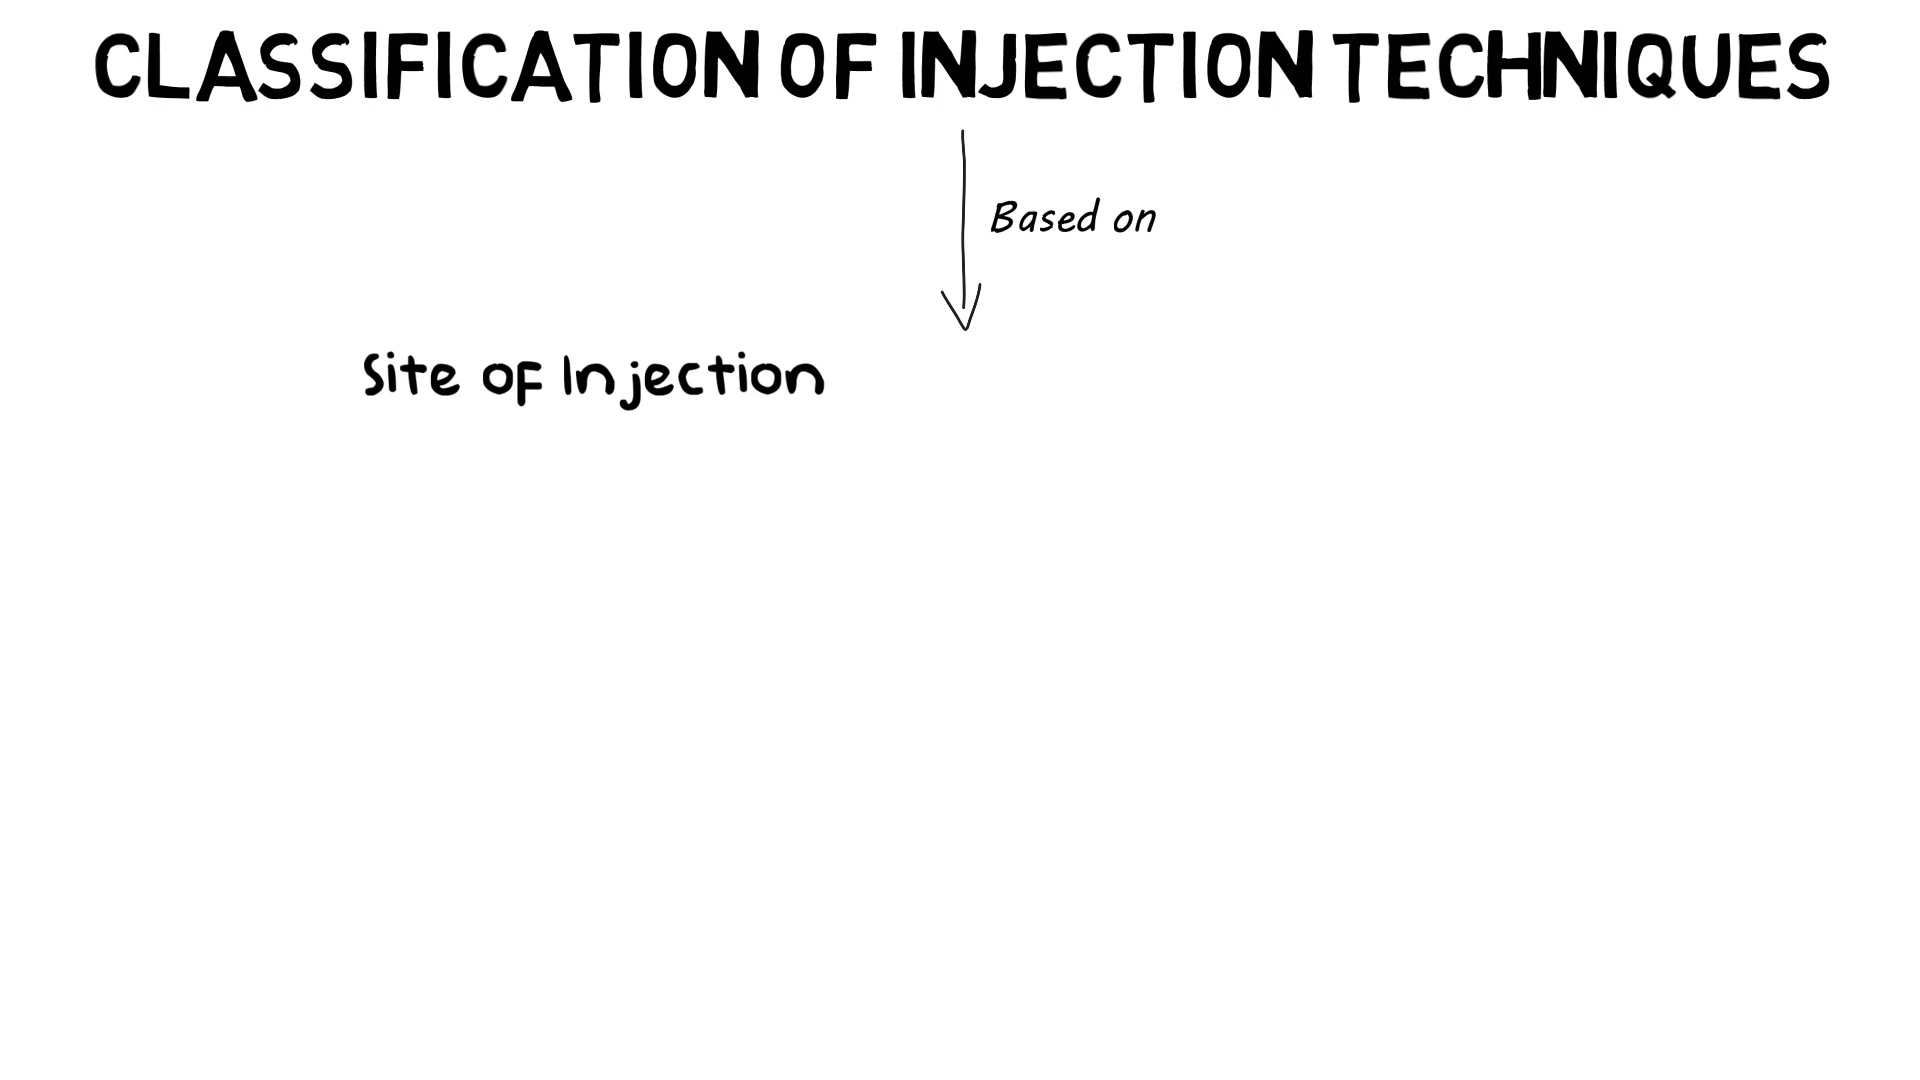 CLASSIFICATION OF INJECTION TECHNIQUES
Based on
Site of Injection